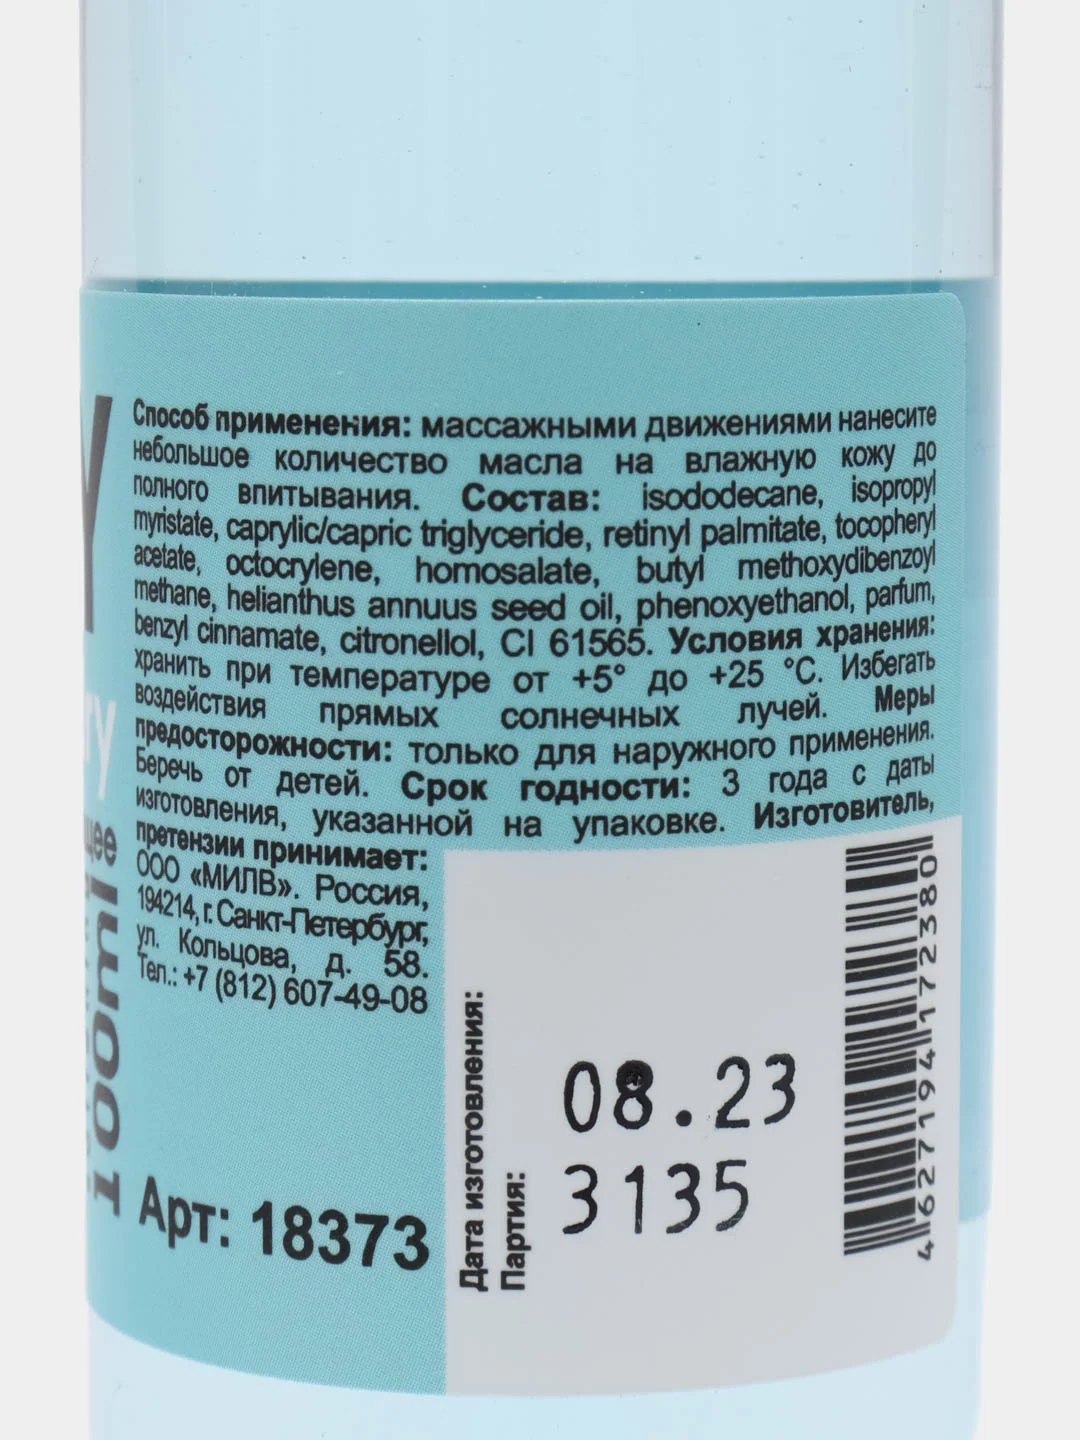 Способ применения: массажными движениями нанесите
небольшое количество масла на влажную кожу до
полного впитывания. Состав: isododecane, isopropyl
myristate, caprylic/capric triglyceride, retinyl palmitate, tocopheryl
acetate, octocrylene, homosalate, butyl methoxydibenzoyl
methane, helianthus annuus seed oil, phenoxyethanol, parfum,
benzyl cinnamate, citronellol, CI 61565. Условия хранения:
хранить при температуре от +5° до +25 °C. Избегать
воздействия прямых солнечных лучей. Меры
предосторожности: только для наружного применения.
Беречь от детей. Срок годности: 3 года с даты
изготовления, указанной на упаковке. Изготовитель,
претензии принимает:
ООО «МИЛВ». Россия,
194214, г. Санкт-Петербург,
ул. Кольцова, д. 58.
Тел.: +7 (812) 607-49-08
Арт: 18373
Дата изготовления:
08.23
Партия:
3135
4627194172380
100ml